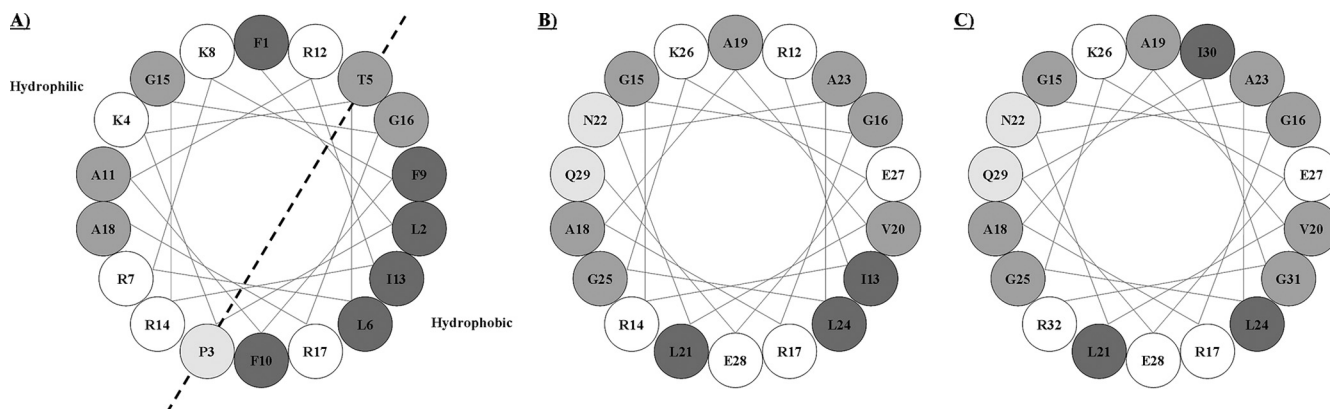 A)
F1
K8
R12
G15
T5
Hydrophilic
K4
G16
A11
F9
A18
L2
R7
I13
R14
L6
Hydrophobic
P3
F10
R17
B)
A19
K26
R12
G15
A23
N22
G16
Q29
E27
A18
V20
G25
I13
R14
L24
L21
E28
R17
C)
A19
I30
K26
G15
A23
N22
G16
Q29
E27
A18
V20
G25
G31
R32
L24
L21
E28
R17